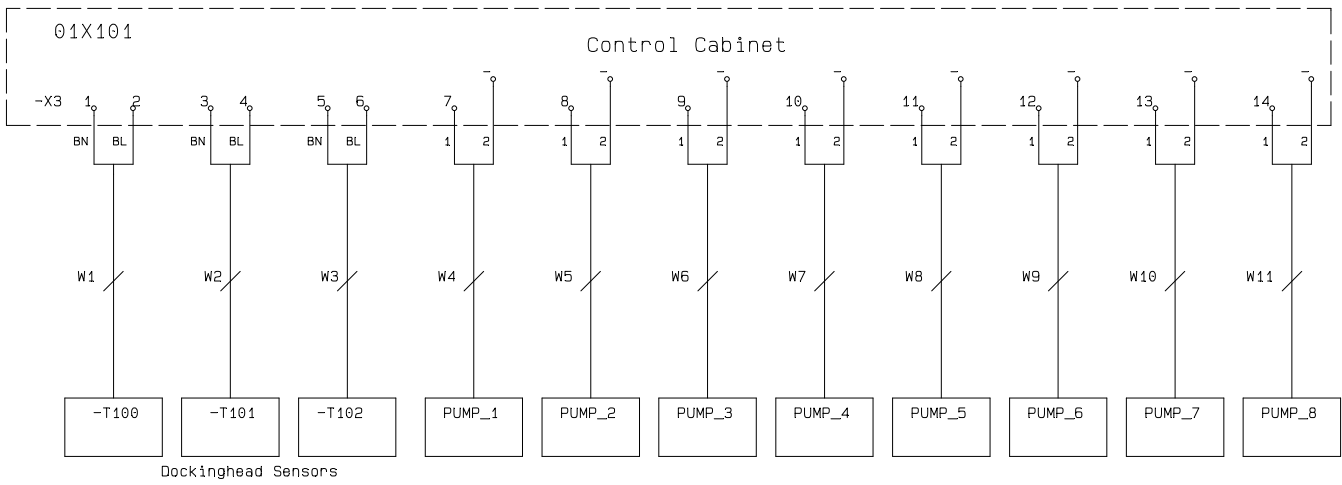 01X101
Control Cabinet
- - - - - - - -
-X3 1 2 3 4 5 6 7 8 9 10 11 12 13 14
BN BL BN BL BN BL 1 2 1 2 1 2 1 2 1 2 1 2 1 2 1 2
W1 W2 W3 W4 W5 W6 W7 W8 W9 W10 W11
-T100 -T101 -T102 PUMP_1 PUMP_2 PUMP_3 PUMP_4 PUMP_5 PUMP_6 PUMP_7 PUMP_8
Dockinghead Sensors